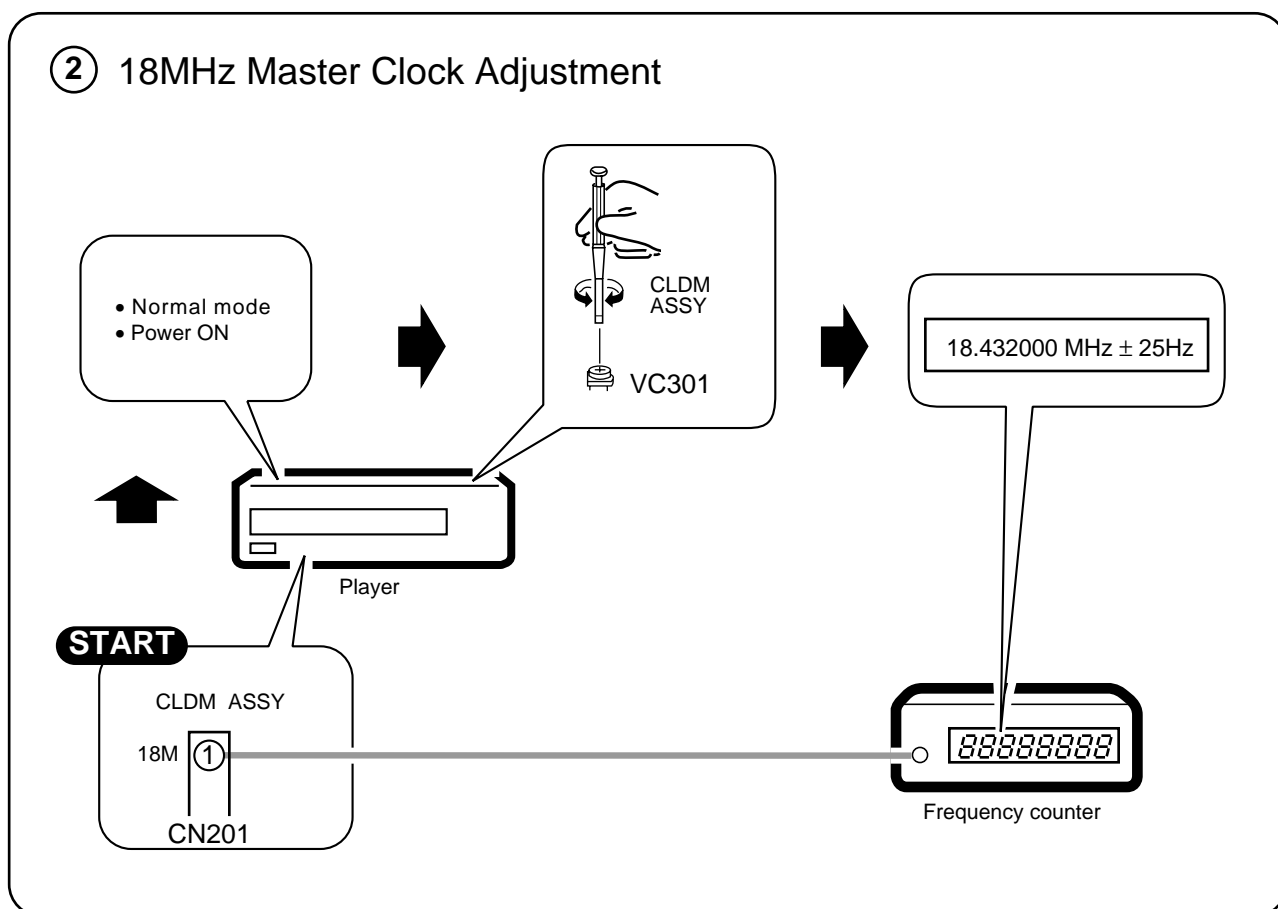 2 18MHz Master Clock Adjustment
• Normal mode
• Power ON
CLDM
ASSY
VC301
18.432000 MHz ± 25Hz
Player
START
CLDM ASSY
18M 1
CN201
88888888
Frequency counter